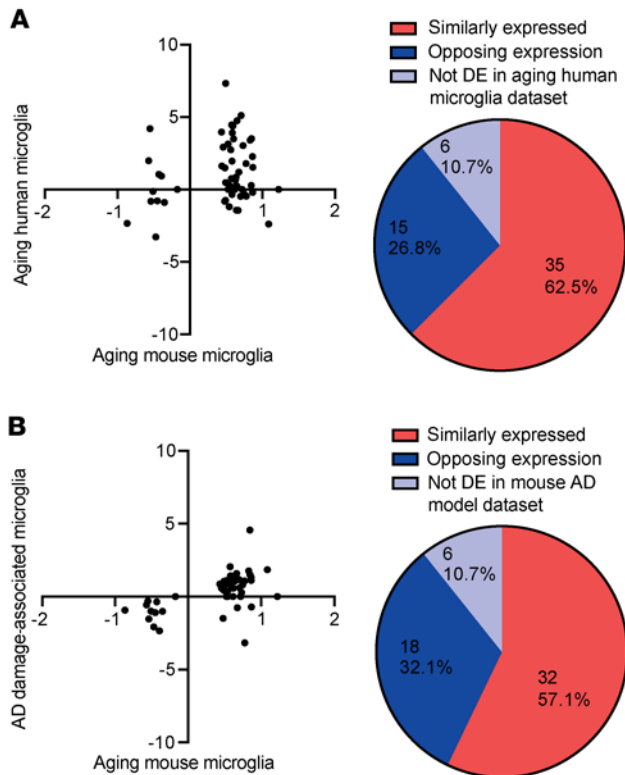 A
Similarly expressed
Opposing expression
Not DE in aging human
microglia dataset
10
5
-2
-1
0
1
2
-5
-10
Aging human microglia
Aging mouse microglia
6
10.7%
15
26.8%
35
62.5%
B
Similarly expressed
Opposing expression
Not DE in mouse AD
model dataset
10
5
-2
-1
0
1
2
-5
-10
AD damage-associated microglia
Aging mouse microglia
6
10.7%
18
32.1%
32
57.1%